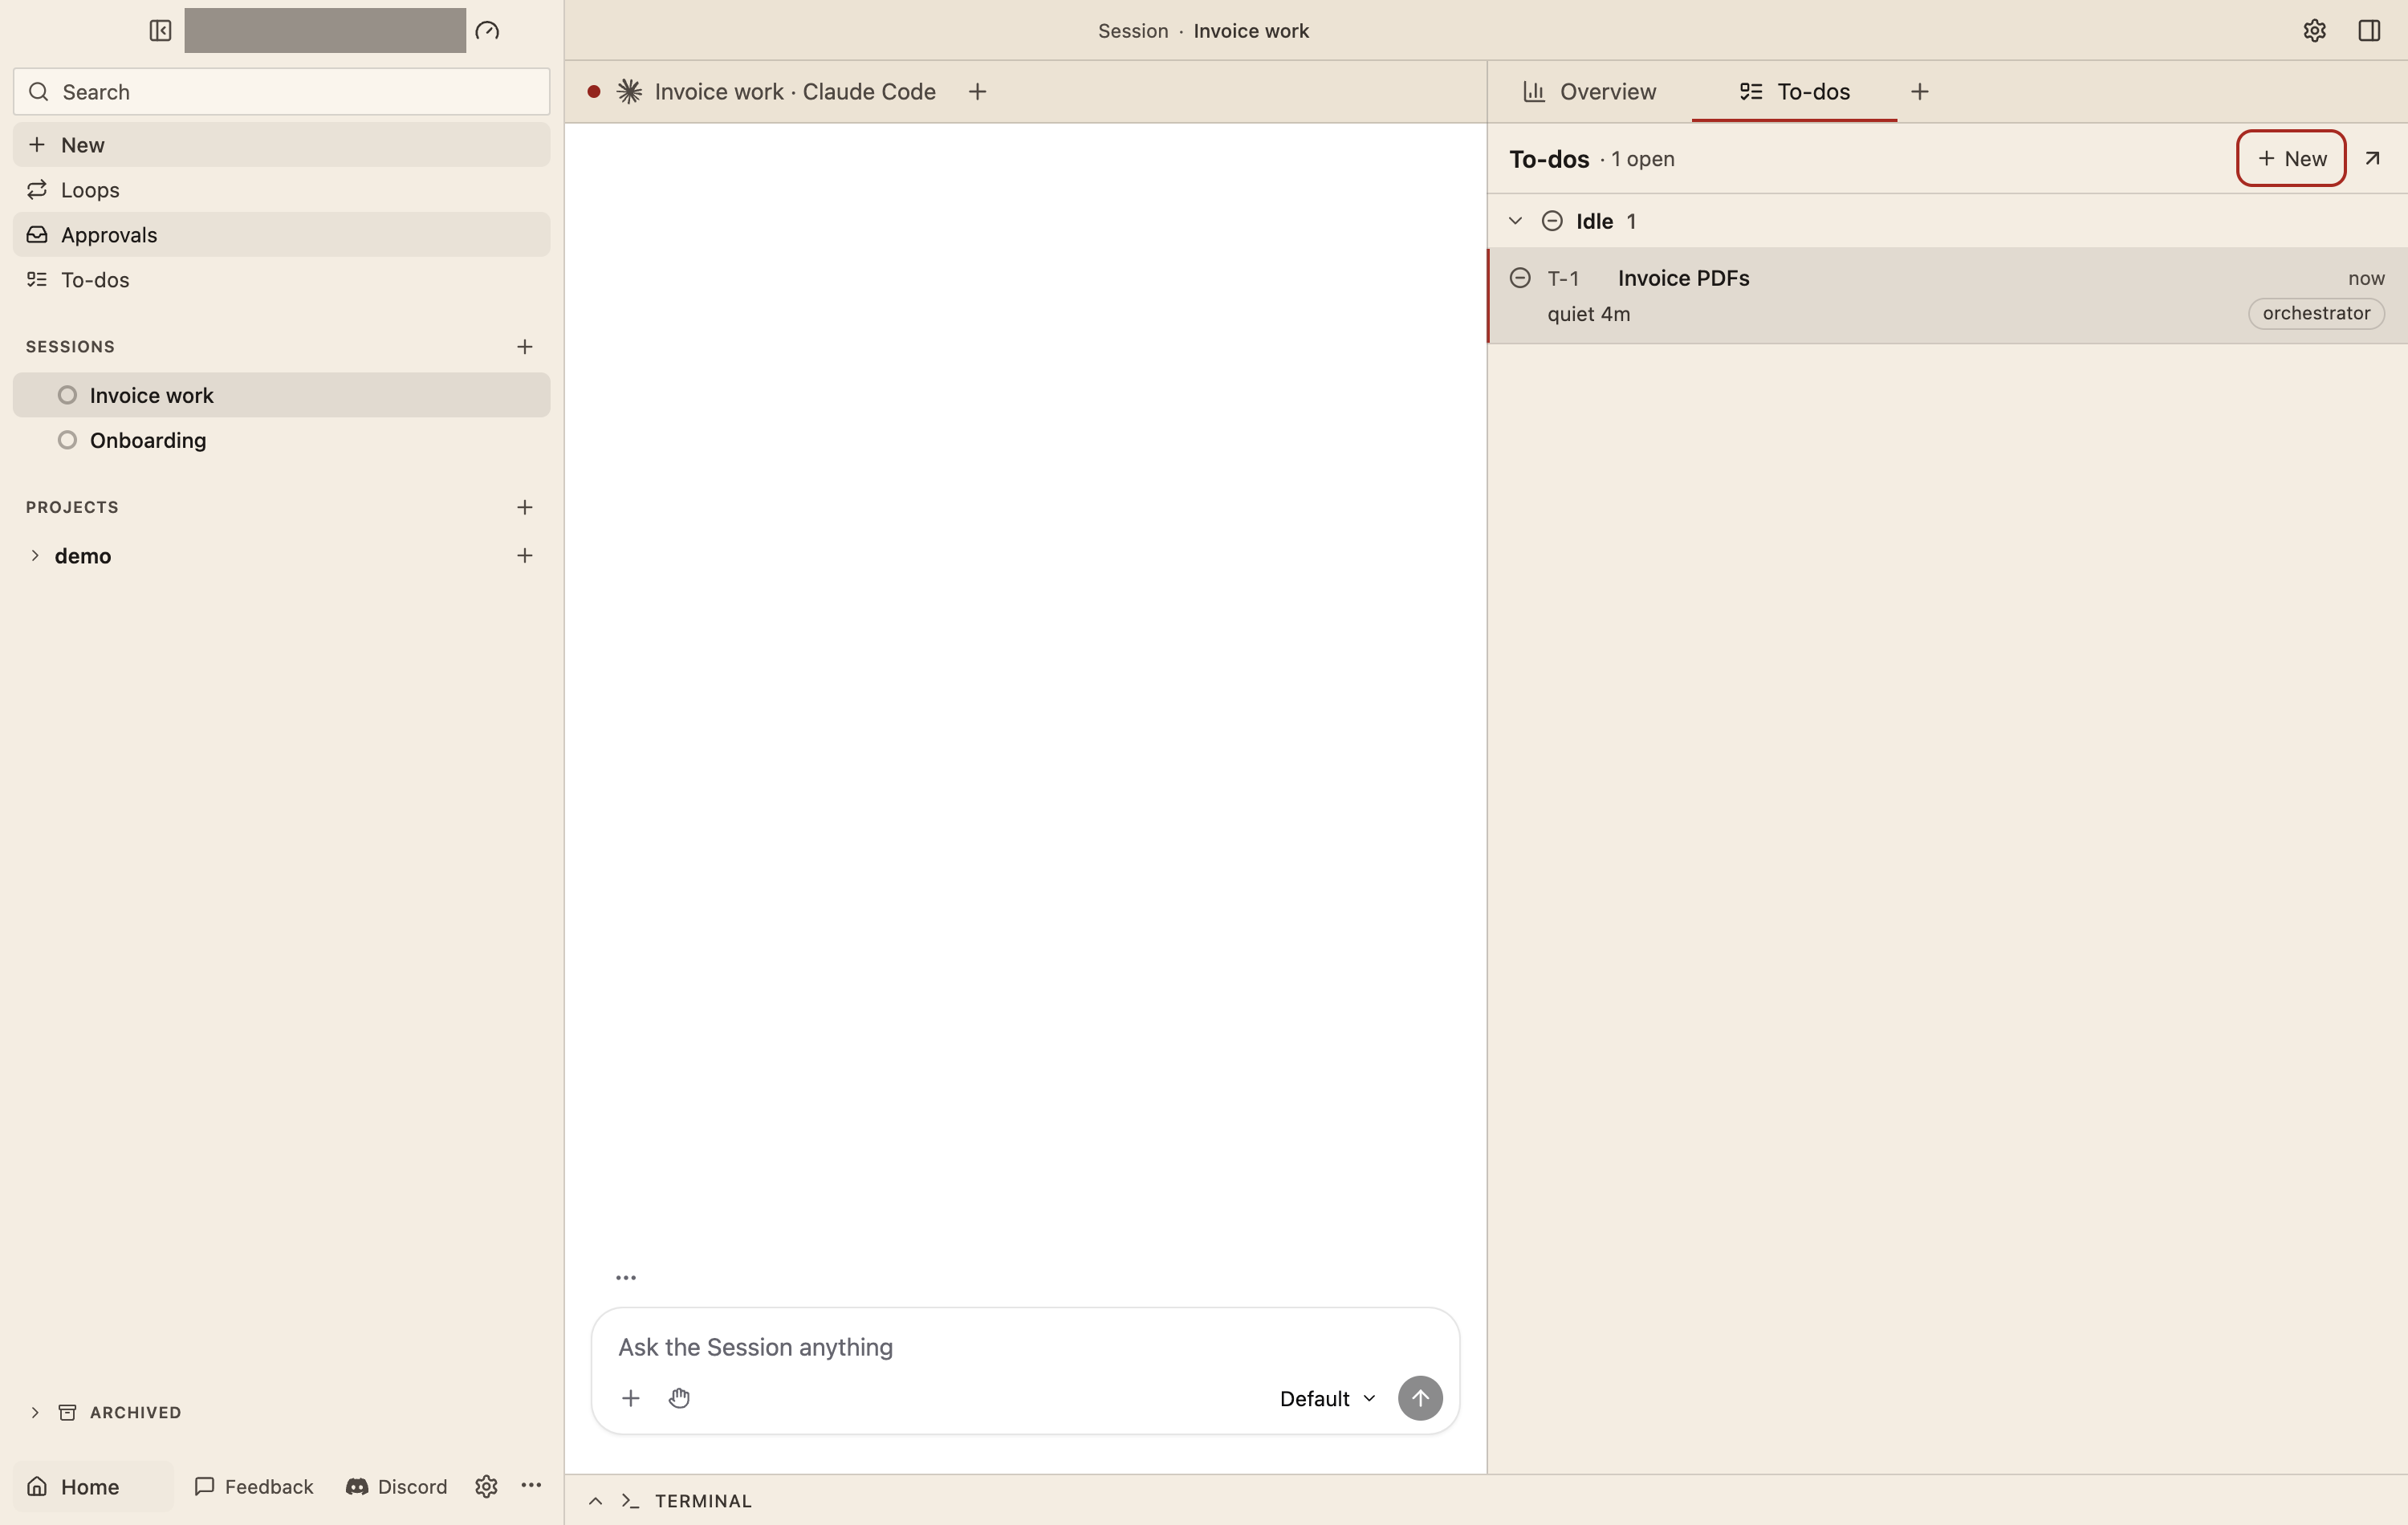 Session · Invoice work
Search
New
Loops
Approvals
To-dos
SESSIONS
Invoice work
Onboarding
PROJECTS
demo
ARCHIVED
Home
Feedback
Discord
Invoice work · Claude Code
Ask the Session anything
Default
TERMINAL
Overview
To-dos
To-dos · 1 open
New
Idle 1
T-1 Invoice PDFs now
quiet 4m orchestrator